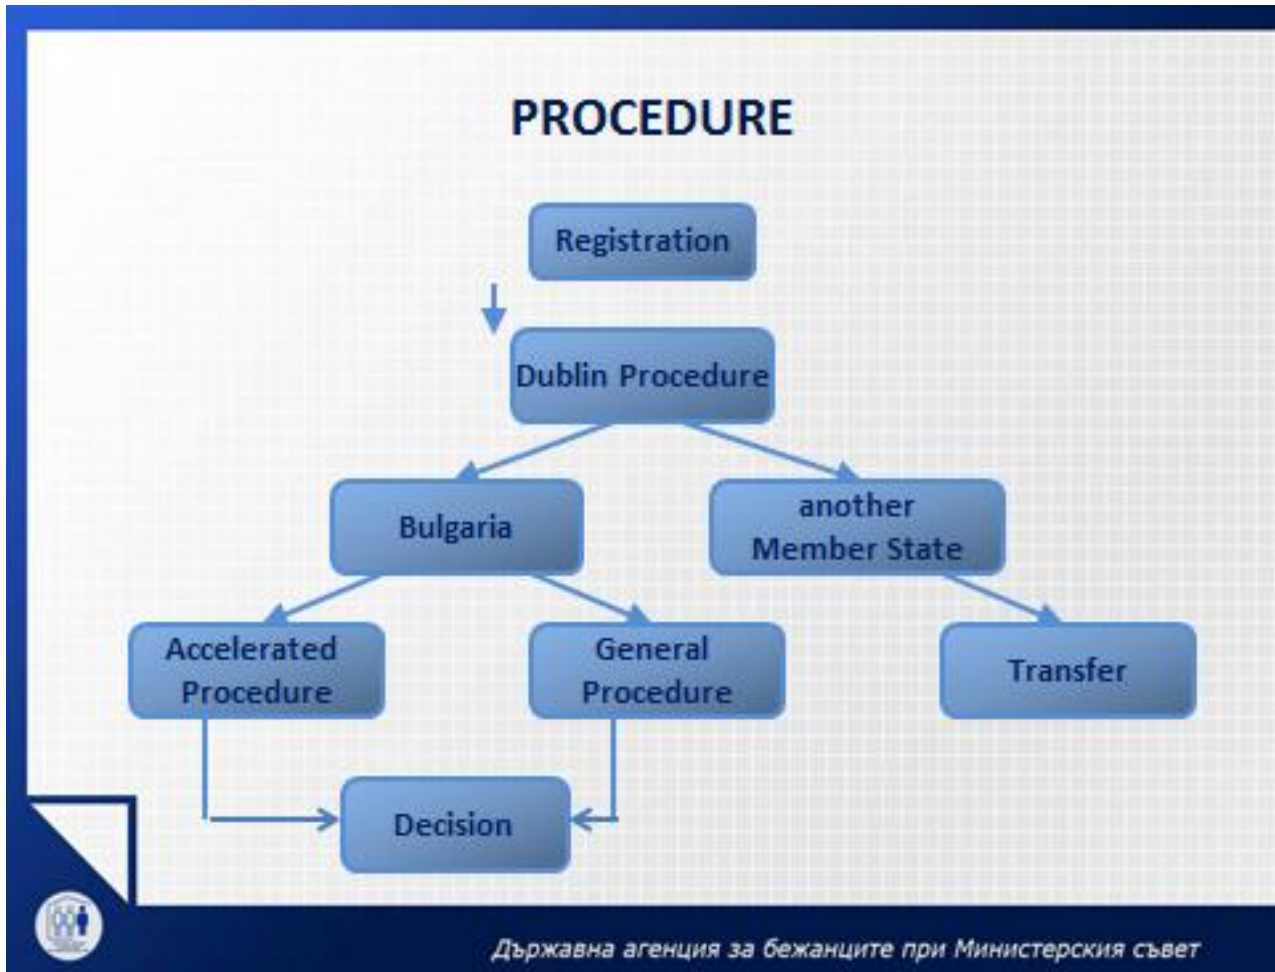 PROCEDURE
Registration
Dublin Procedure
Bulgaria
another
Member State
Accelerated
Procedure
General
Procedure
Transfer
Decision
Държавна агенция за бежанците при Министерския съвет